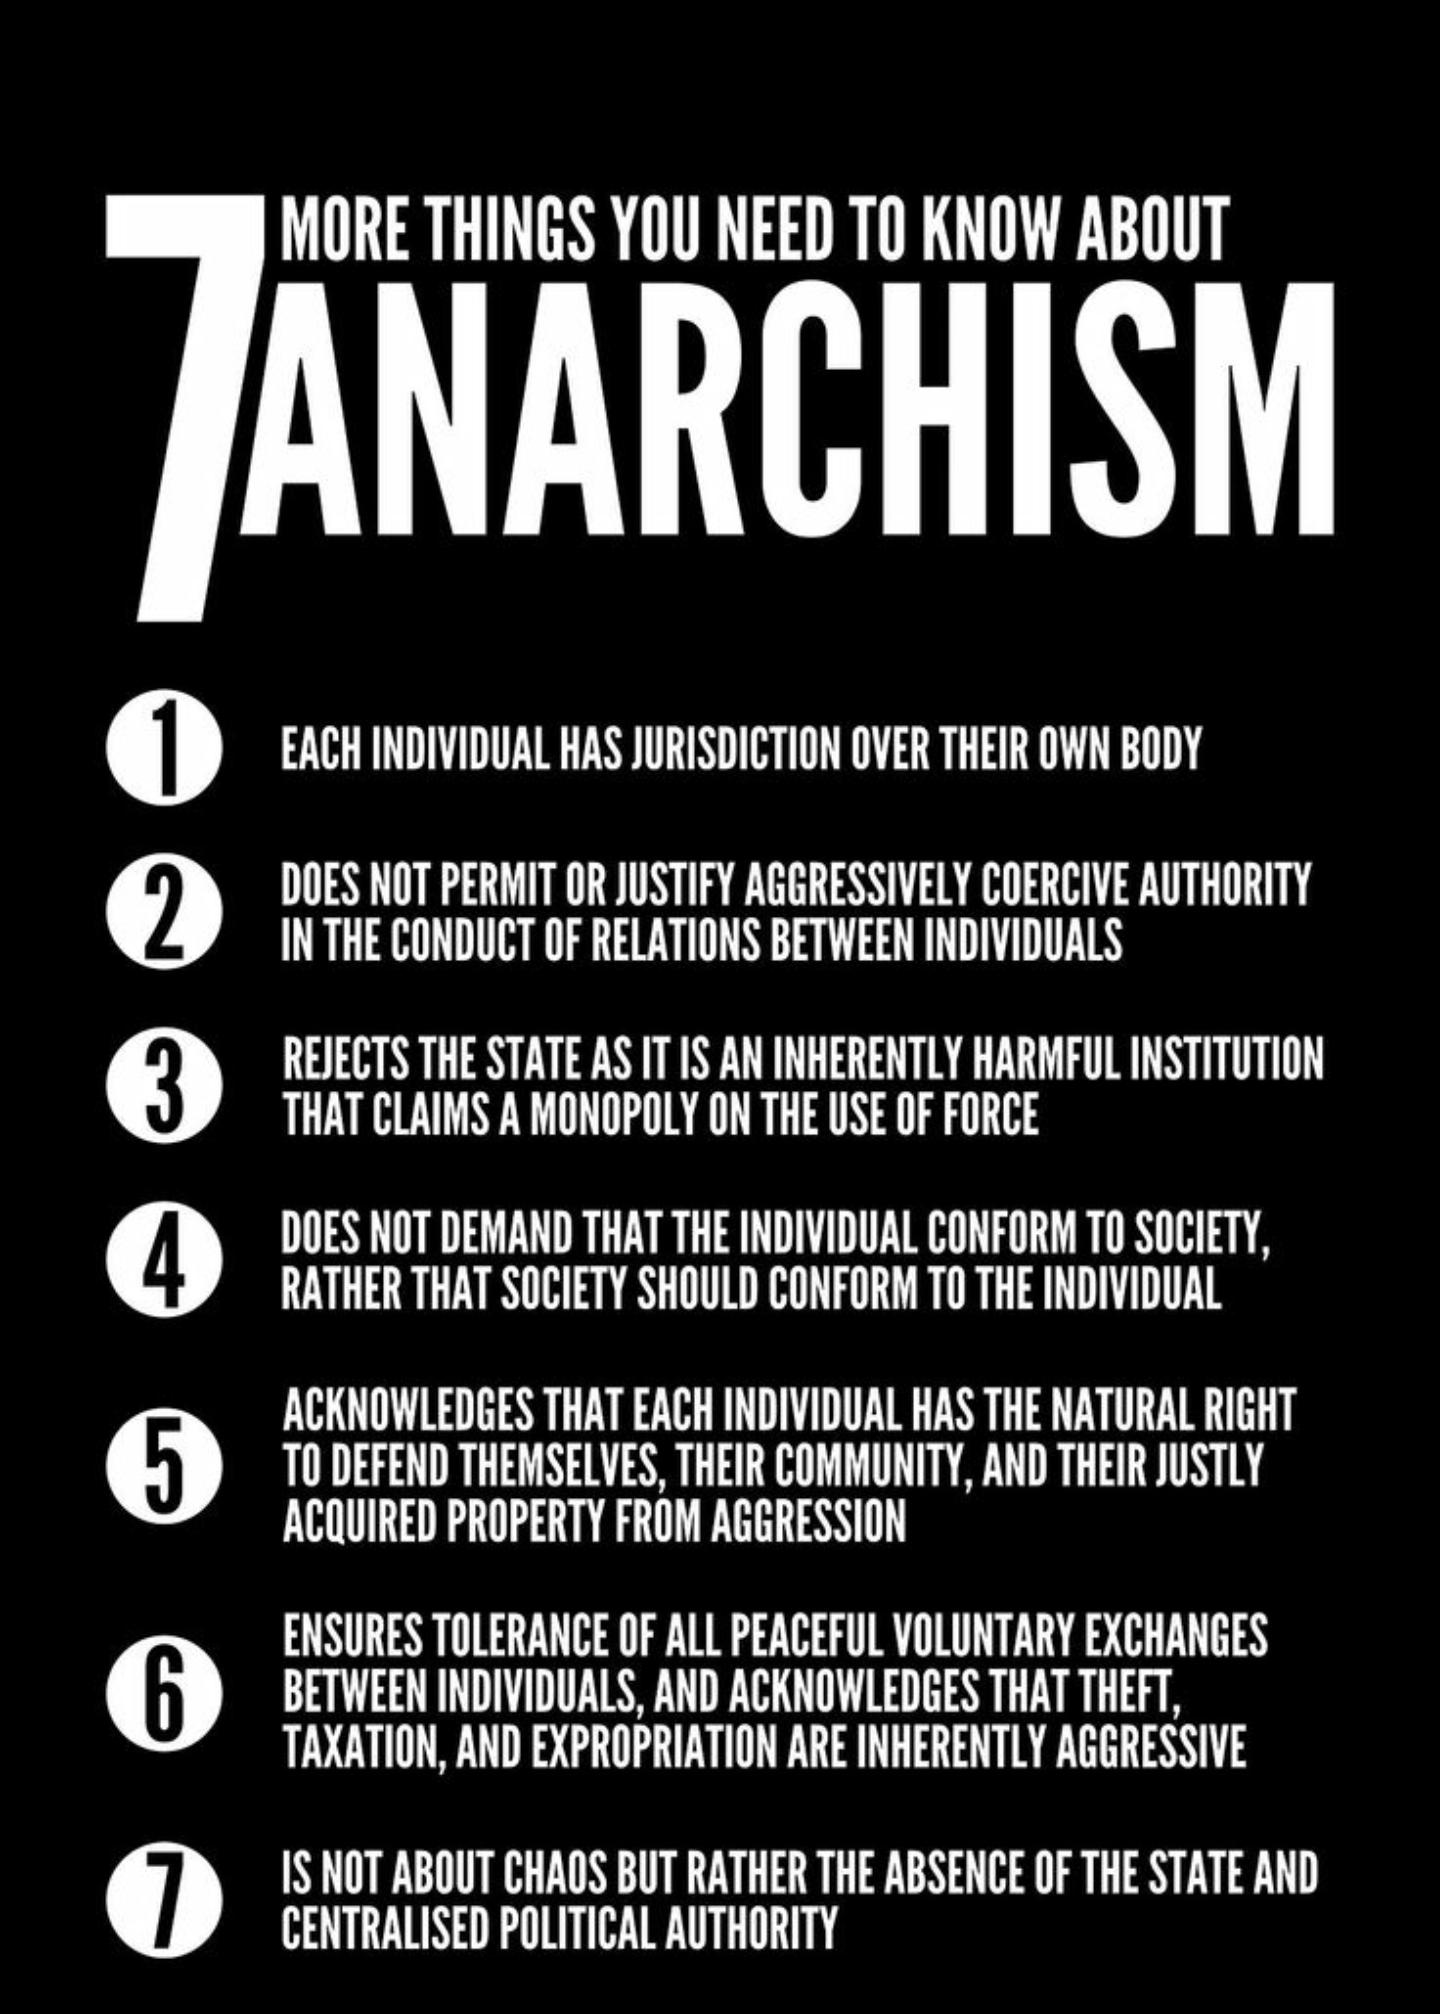 7 MORE THINGS YOU NEED TO KNOW ABOUT
ANARCHISM
1 EACH INDIVIDUAL HAS JURISDICTION OVER THEIR OWN BODY
2 DOES NOT PERMIT OR JUSTIFY AGGRESSIVELY COERCIVE AUTHORITY
IN THE CONDUCT OF RELATIONS BETWEEN INDIVIDUALS
3 REJECTS THE STATE AS IT IS AN INHERENTLY HARMFUL INSTITUTION
THAT CLAIMS A MONOPOLY ON THE USE OF FORCE
4 DOES NOT DEMAND THAT THE INDIVIDUAL CONFORM TO SOCIETY,
RATHER THAT SOCIETY SHOULD CONFORM TO THE INDIVIDUAL
5 ACKNOWLEDGES THAT EACH INDIVIDUAL HAS THE NATURAL RIGHT
TO DEFEND THEMSELVES, THEIR COMMUNITY, AND THEIR JUSTLY
ACQUIRED PROPERTY FROM AGGRESSION
6 ENSURES TOLERANCE OF ALL PEACEFUL VOLUNTARY EXCHANGES
BETWEEN INDIVIDUALS, AND ACKNOWLEDGES THAT THEFT,
TAXATION, AND EXPROPRIATION ARE INHERENTLY AGGRESSIVE
7 IS NOT ABOUT CHAOS BUT RATHER THE ABSENCE OF THE STATE AND
CENTRALISED POLITICAL AUTHORITY